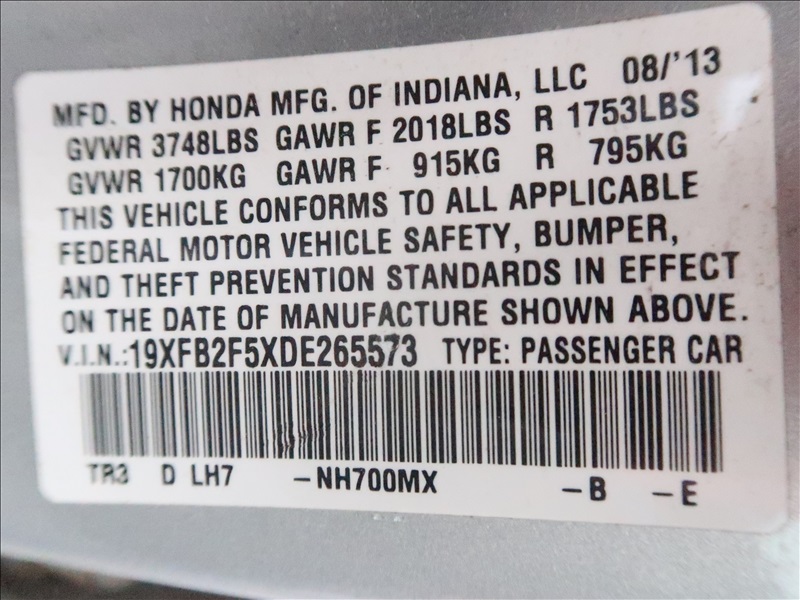 MFD. BY HONDA MFG. OF INDIANA, LLC 08/'13
GVWR 3748LBS GAWR F 2018LBS R 1753LBS
GVWR 1700KG GAWR F 915KG R 795KG
THIS VEHICLE CONFORMS TO ALL APPLICABLE
FEDERAL MOTOR VEHICLE SAFETY, BUMPER,
AND THEFT PREVENTION STANDARDS IN EFFECT
ON THE DATE OF MANUFACTURE SHOWN ABOVE.
V.I.N.:19XFB2F5XDE265573 TYPE: PASSENGER CAR
TR3 D LH7 -NH700MX -B -E